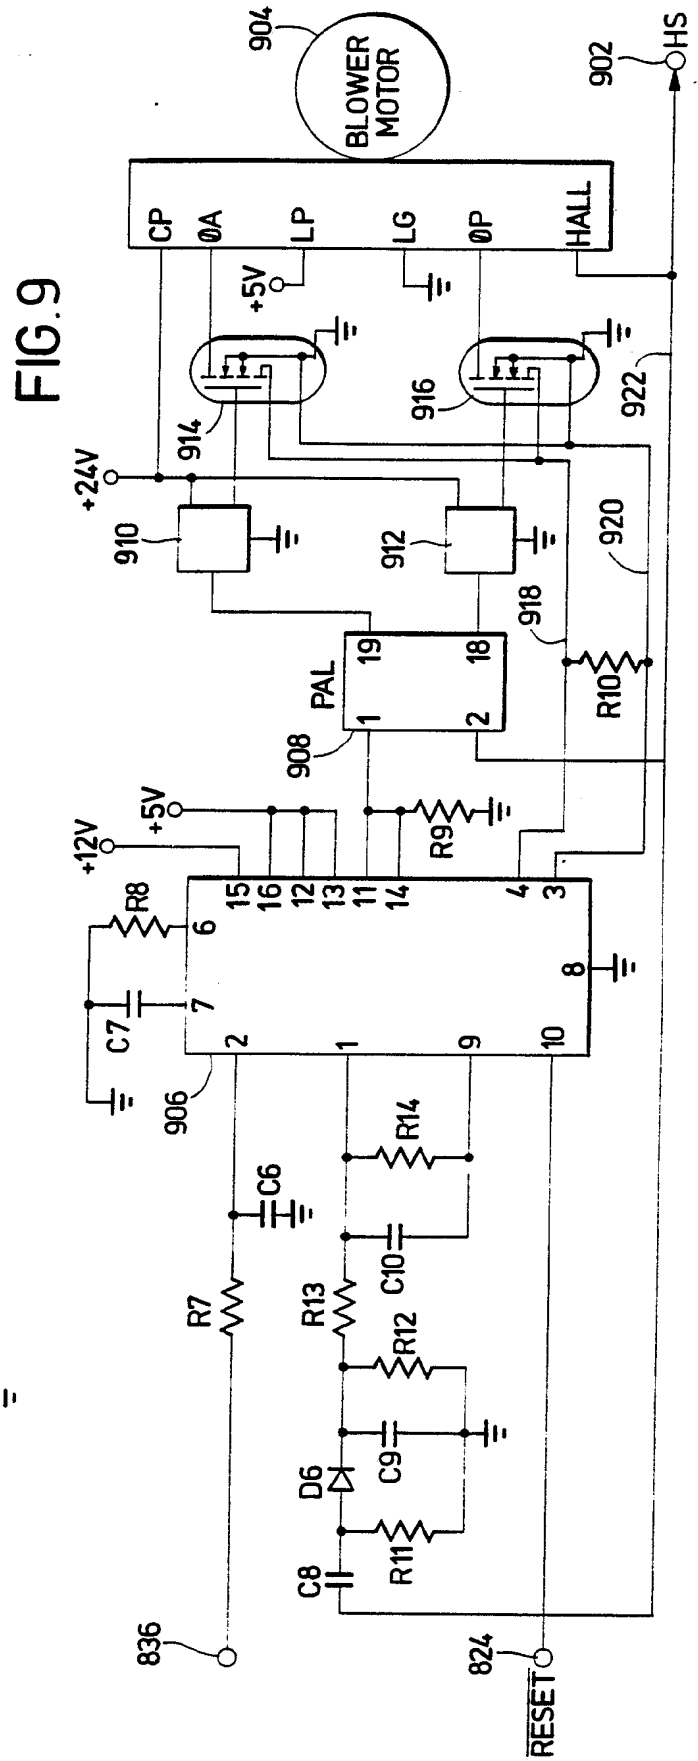 FIG.9
904
BLOWER
MOTOR
CP
ØA
LP
LG
ØP
HALL
+5V
902
HS
914
916
922
+24V
910
912
920
918
PAL
19
18
1
2
908
R10
R9
+12V
+5V
15
16
12
13
11
14
4
3
R8
C7
6
7
8
2
1
9
10
906
C6
R7
R14
C10
R13
R12
C9
D6
R11
C8
836
824
RESET